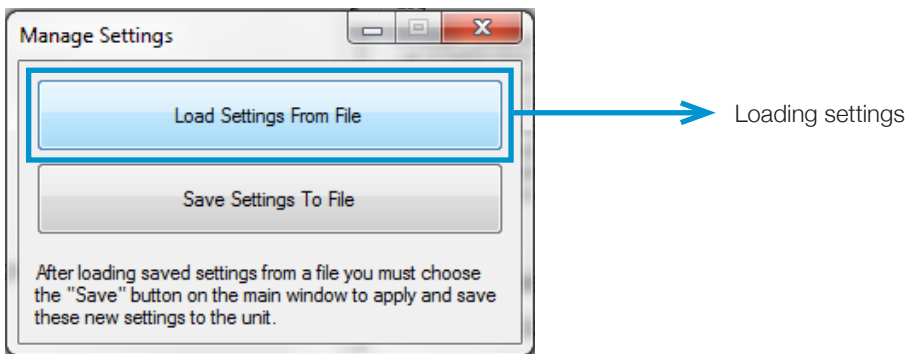 Manage Settings
Load Settings From File
Loading settings
Save Settings To File
After loading saved settings from a file you must choose
the "Save" button on the main window to apply and save
these new settings to the unit.